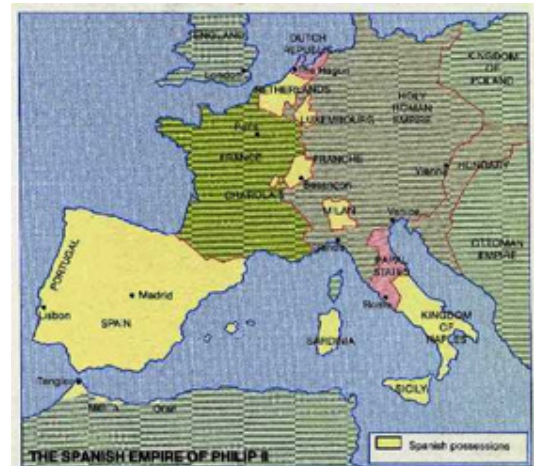 ENGLAND
London
DUTCH
REPUBLIC
The Hague
NETHERLANDS
KINGDOM
OF
POLAND
HOLY
ROMAN
EMPIRE
LUXEMBOURG
Paris
FRANCE
FRANCHE
Besançon
CHAROLAIS
Vienna
HUNGARY
MILAN
Venice
Genoa
OTTOMAN
EMPIRE
PAPAL
STATES
Rome
PORTUGAL
Madrid
Lisbon
SPAIN
SARDINIA
KINGDOM
OF
NAPLES
SICILY
Tangier
Oran
THE SPANISH EMPIRE OF PHILIP II
Spanish possessions